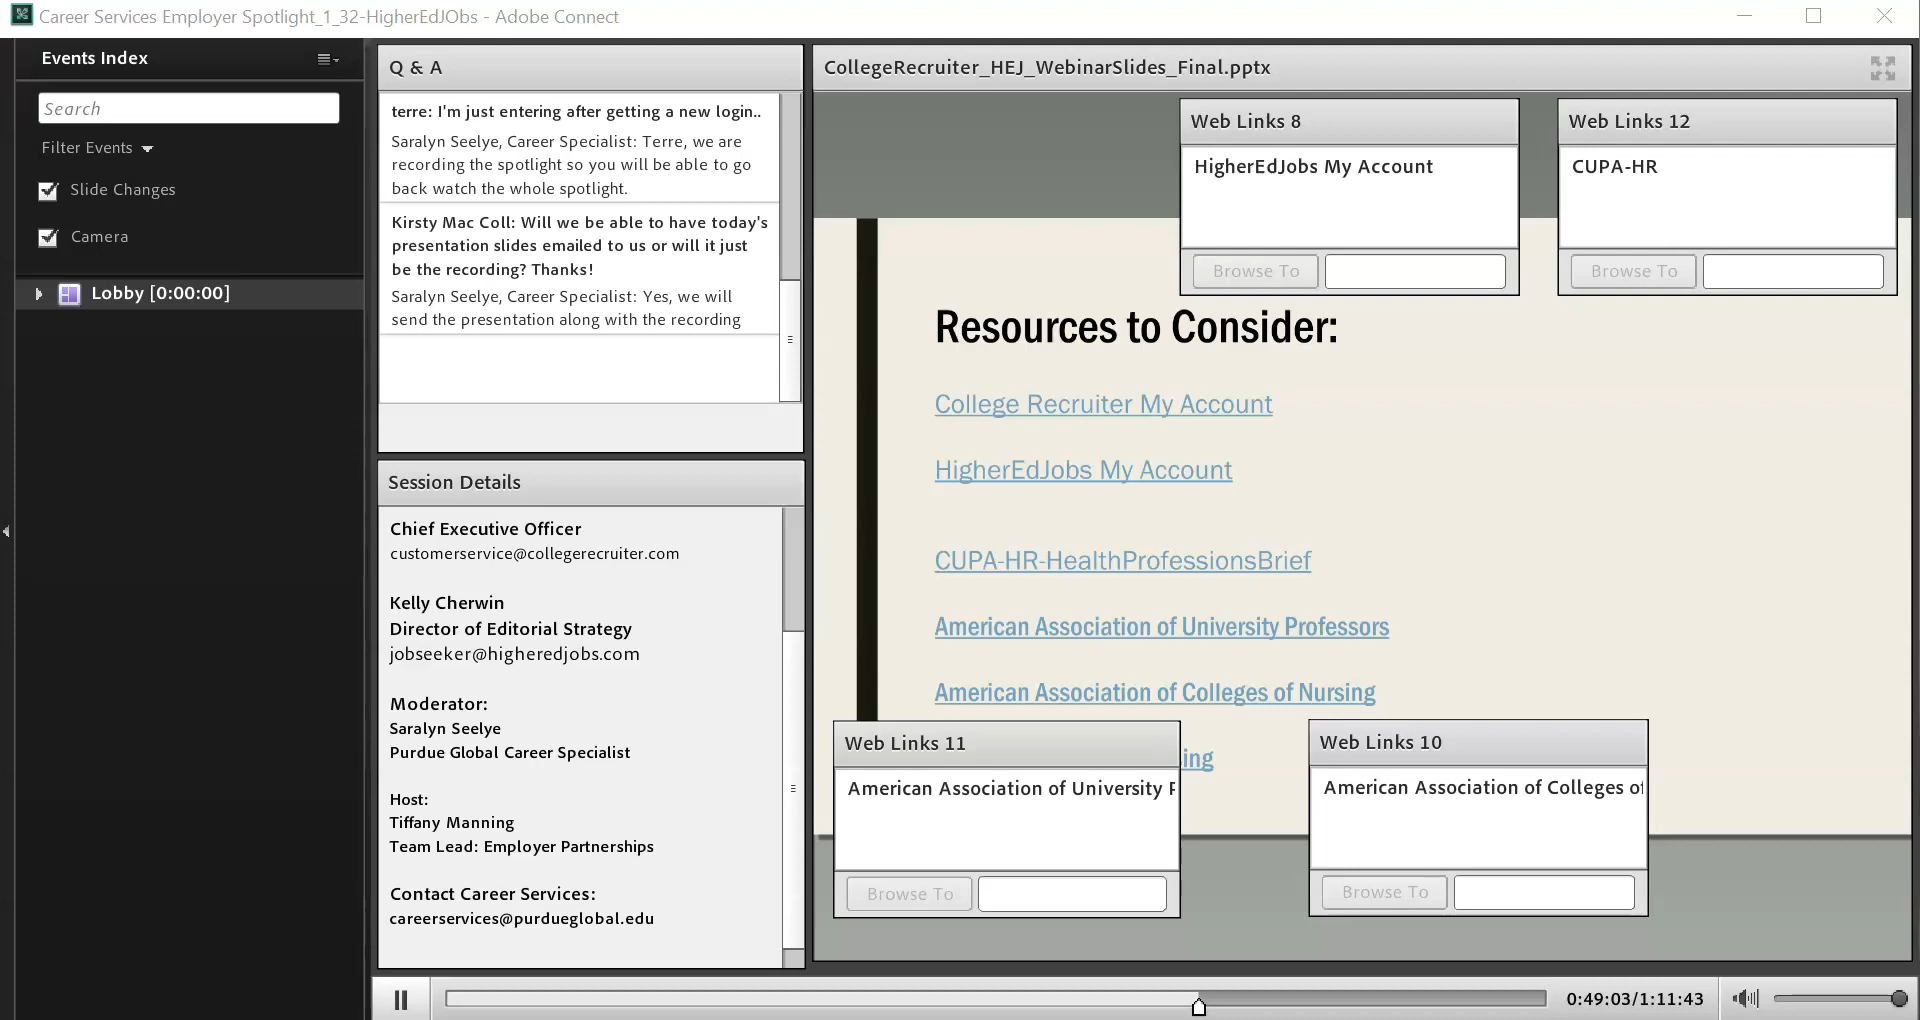 Career Services Employer Spotlight_1_32-HigherEdJObs - Adobe Connect
Events Index
Search
Filter Events
Slide Changes
Camera
Lobby [0:00:00]
Q & A
terre: I'm just entering after getting a new login..
Saralyn Seelye, Career Specialist: Terre, we are
recording the spotlight so you will be able to go
back watch the whole spotlight.
Kirsty Mac Coll: Will we be able to have today's
presentation slides emailed to us or will it just
be the recording? Thanks!
Saralyn Seelye, Career Specialist: Yes, we will
send the presentation along with the recording
Session Details
Chief Executive Officer
customerservice@collegerecruiter.com
Kelly Cherwin
Director of Editorial Strategy
jobseeker@higheredjobs.com
Moderator:
Saralyn Seelye
Purdue Global Career Specialist
Host:
Tiffany Manning
Team Lead: Employer Partnerships
Contact Career Services:
careerservices@purdueglobal.edu
CollegeRecruiter_HEJ_WebinarSlides_Final.pptx
Web Links 8
HigherEdJobs My Account
Browse To
Web Links 12
CUPA-HR
Browse To
Resources to Consider:
College Recruiter My Account
HigherEdJobs My Account
CUPA-HR-HealthProfessionsBrief
American Association of University Professors
American Association of Colleges of Nursing
ing
Web Links 11
American Association of University P
Browse To
Web Links 10
American Association of Colleges of
Browse To
0:49:03/1:11:43